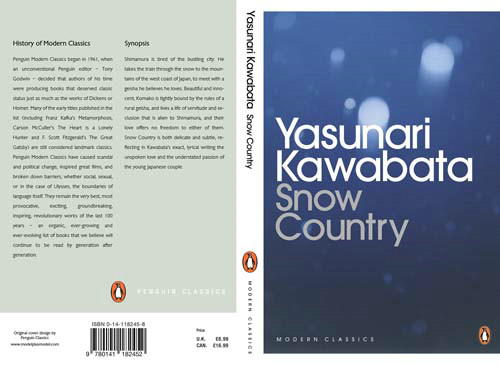 History of Modern Classics
Penguin Modern Classics began in 1961, when
an unconventional Penguin editor – Tony
Godwin – decided that authors of his time
were producing books that deserved classic
status just as much as the works of Dickens or
Homer. Many of the early titles published in the
list (including Franz Kafka's Metamorphosis,
Carson McCuller's The Heart is a Lonely
Hunter and F. Scott Fitzgerald's The Great
Gatsby) are still considered landmark classics.
Penguin Modern Classics have caused scandal
and political change, inspired great films, and
broken down barriers, whether social, sexual,
or in the case of Ulysses, the boundaries of
language itself. They remain the very best, most
provocative, exciting, groundbreaking,
inspiring, revolutionary works of the last 100
years – an organic, ever-growing and
ever-evolving list of books that we believe will
continue to be read by generation after
generation.
Synopsis
Shimamura is tired of the bustling city. He
takes the train through the snow to the moun-
tains of the west coast of Japan, to meet with a
geisha he believes he loves. Beautiful and inno-
cent, Komako is tightly bound by the rules of a
rural geisha, and lives a life of servitude and se-
clusion that is alien to Shimamura, and their
love offers no freedom to either of them.
Snow Country is both delicate and subtle, re-
flecting in Kawabata's exact, lyrical writing the
unspoken love and the understated passion of
the young Japanese couple.
PENGUIN CLASSICS
Original cover design by
Penguin Classics
www.modelplasmodel.com
ISBN 0-14-118245-8
9 780141 182452
Price
U.K. £6.99
CAN. £16.99
Yasunari Kawabata Snow Country
MODERN CLASSICS
Yasunari
Kawabata
Snow
Country
MODERN CLASSICS